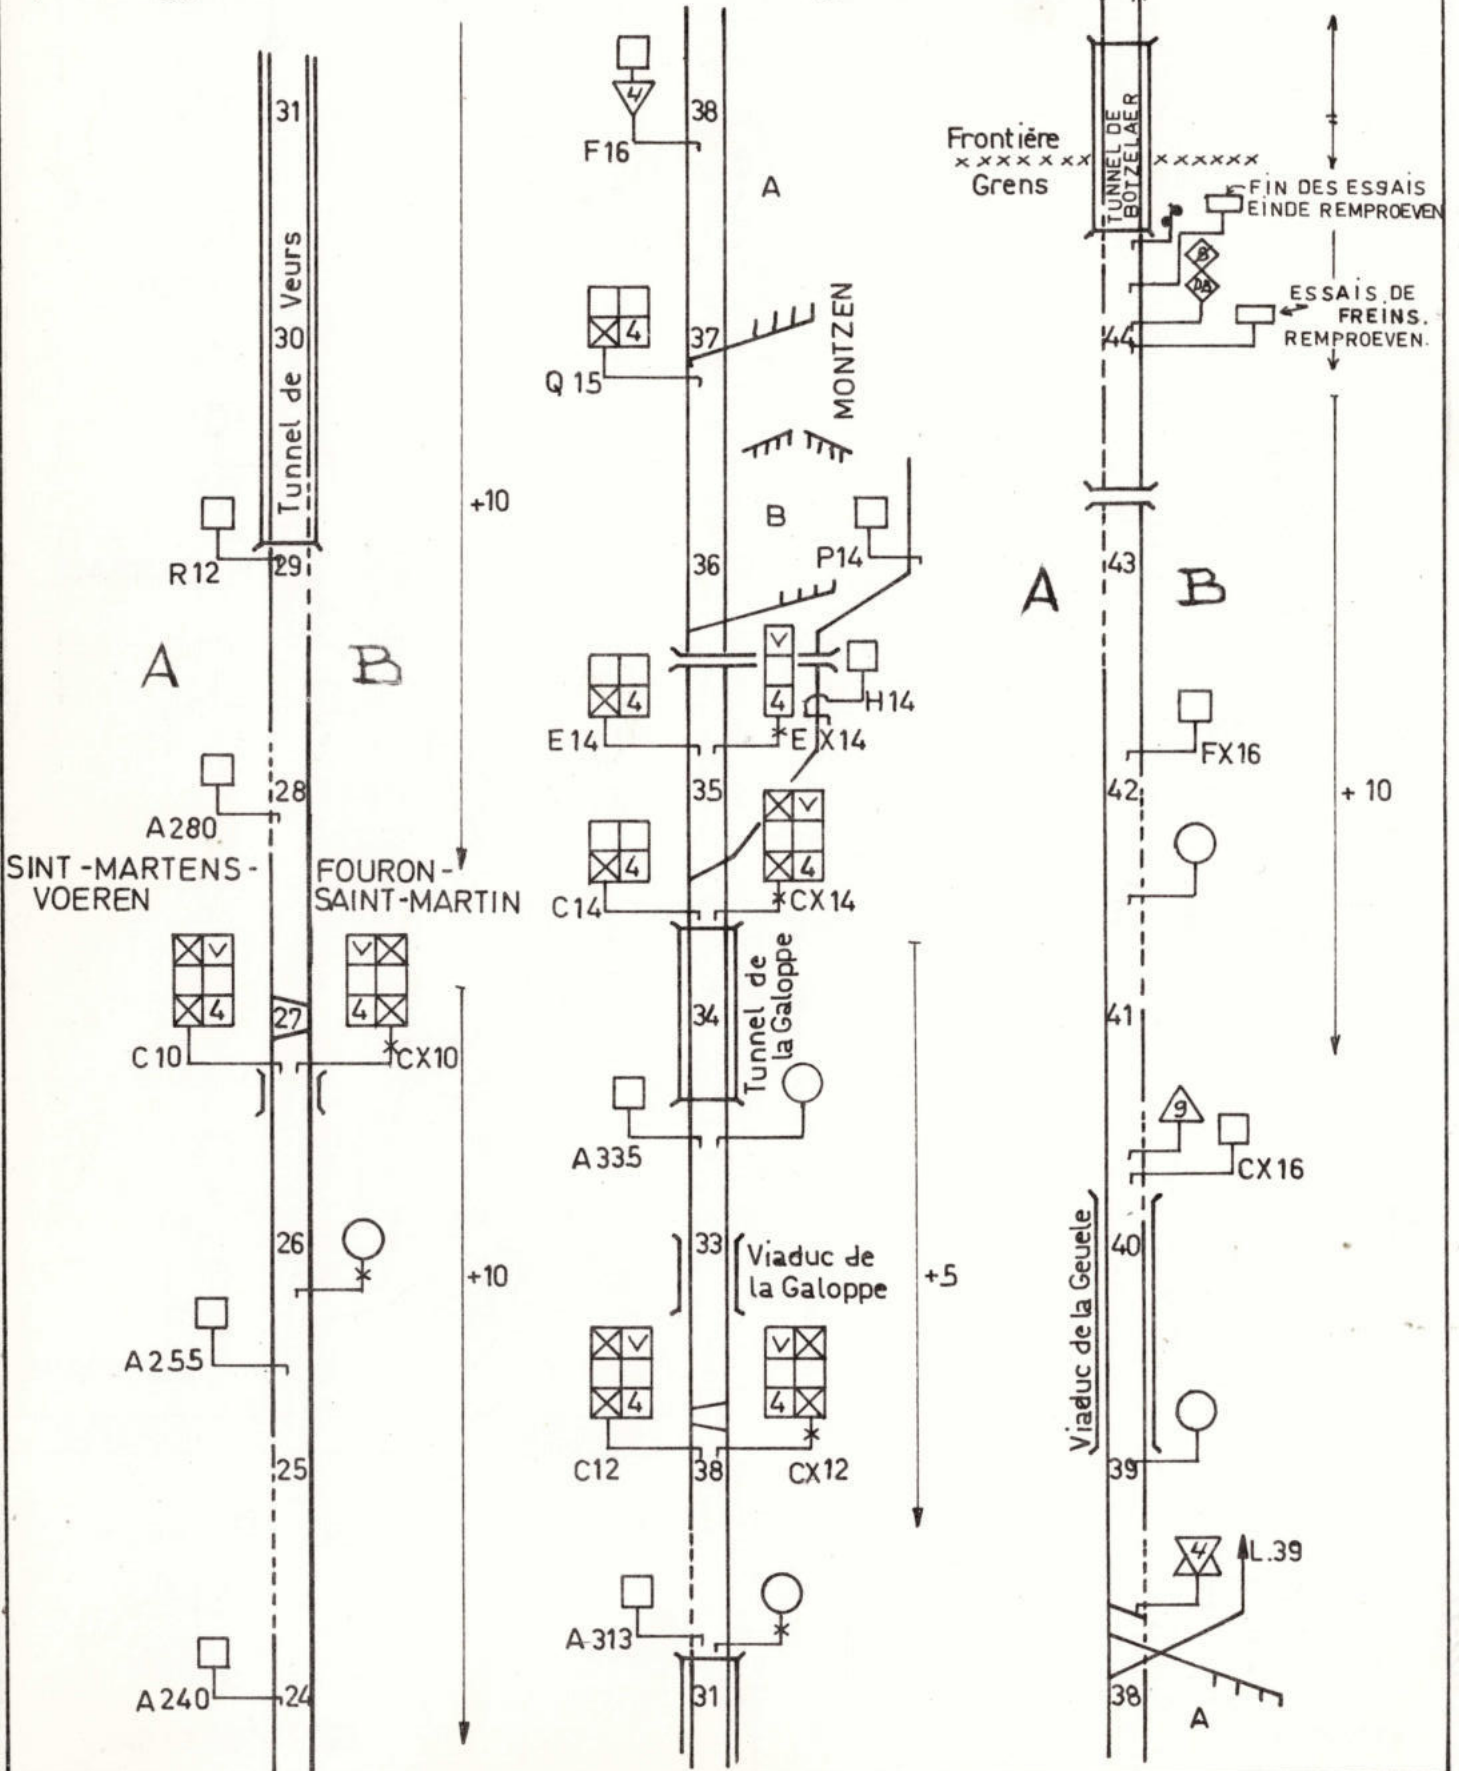 31
30
Tunnel de Veurs
+10
R12
29
A
B
28
A280
SINT-MARTENS-
VOEREN
FOURON-
SAINT-MARTIN
V
V
4
27
4
C10
CX10
26
+10
A255
25
A240
24
4
38
F16
A
4
37
Q15
MONTZEN
B
P14
36
V
4
4
H14
E14
EX14
35
V
4
4
C14
CX14
Tunnel de
la Galoppe
34
A335
33
Viaduc de
la Galoppe
+5
V
V
4
4
C12
38
CX12
A313
31
TUNNEL DE
BOTZELAER
Frontière
xxxxxxx
xxxxxx
Grens
FIN DES ESSAIS
EINDE REMPROEVEN
ESSAIS DE
FREINS.
REMPROEVEN.
44
43
A
B
FX16
42
+10
41
9
CX16
40
Viaduc de la Geuele
39
4
L.39
38
A